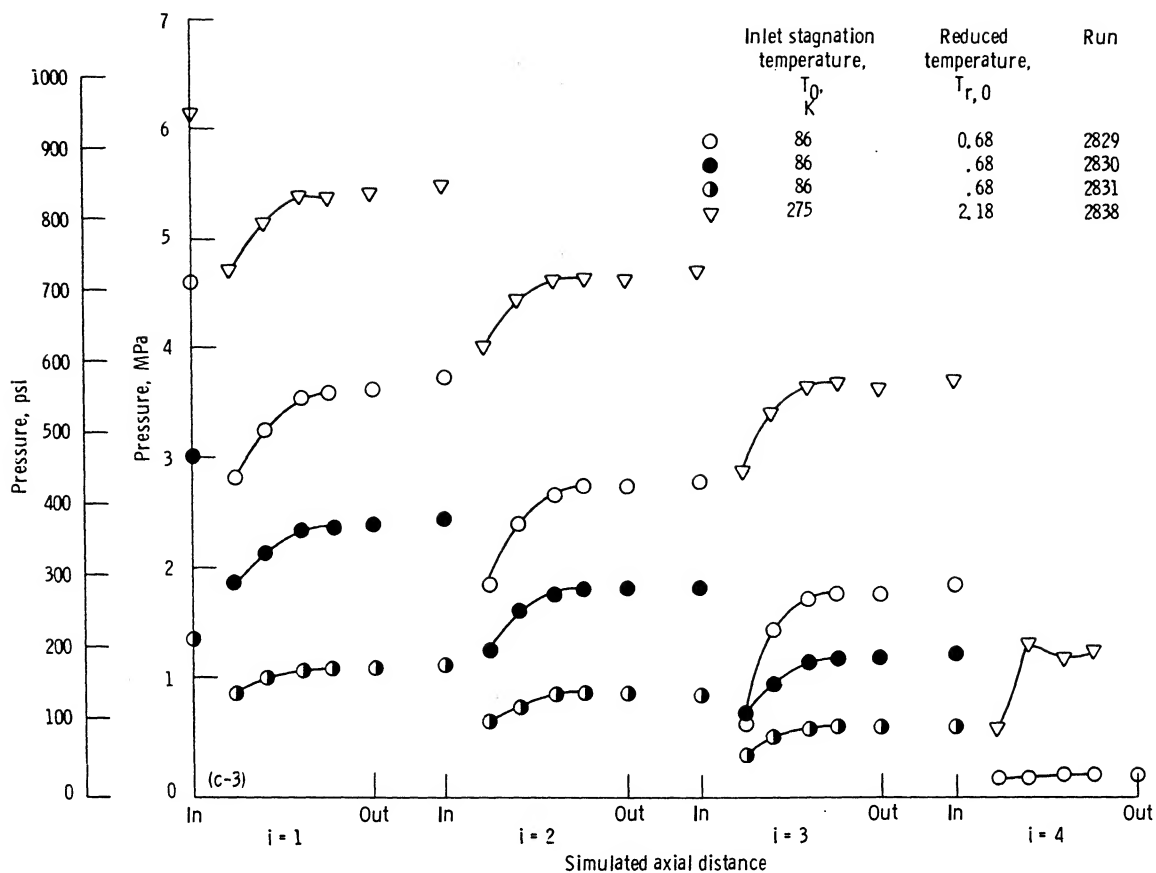 Inlet stagnation
temperature,
T0,
K
Reduced
temperature,
Tr, 0
Run
86 0.68 2829
86 .68 2830
86 .68 2831
275 2.18 2838
Pressure, psi
1000
900
800
700
600
500
400
300
200
100
0
Pressure, MPa
7
6
5
4
3
2
1
0
(c-3)
In Out In Out In Out In Out
i = 1 i = 2 i = 3 i = 4
Simulated axial distance